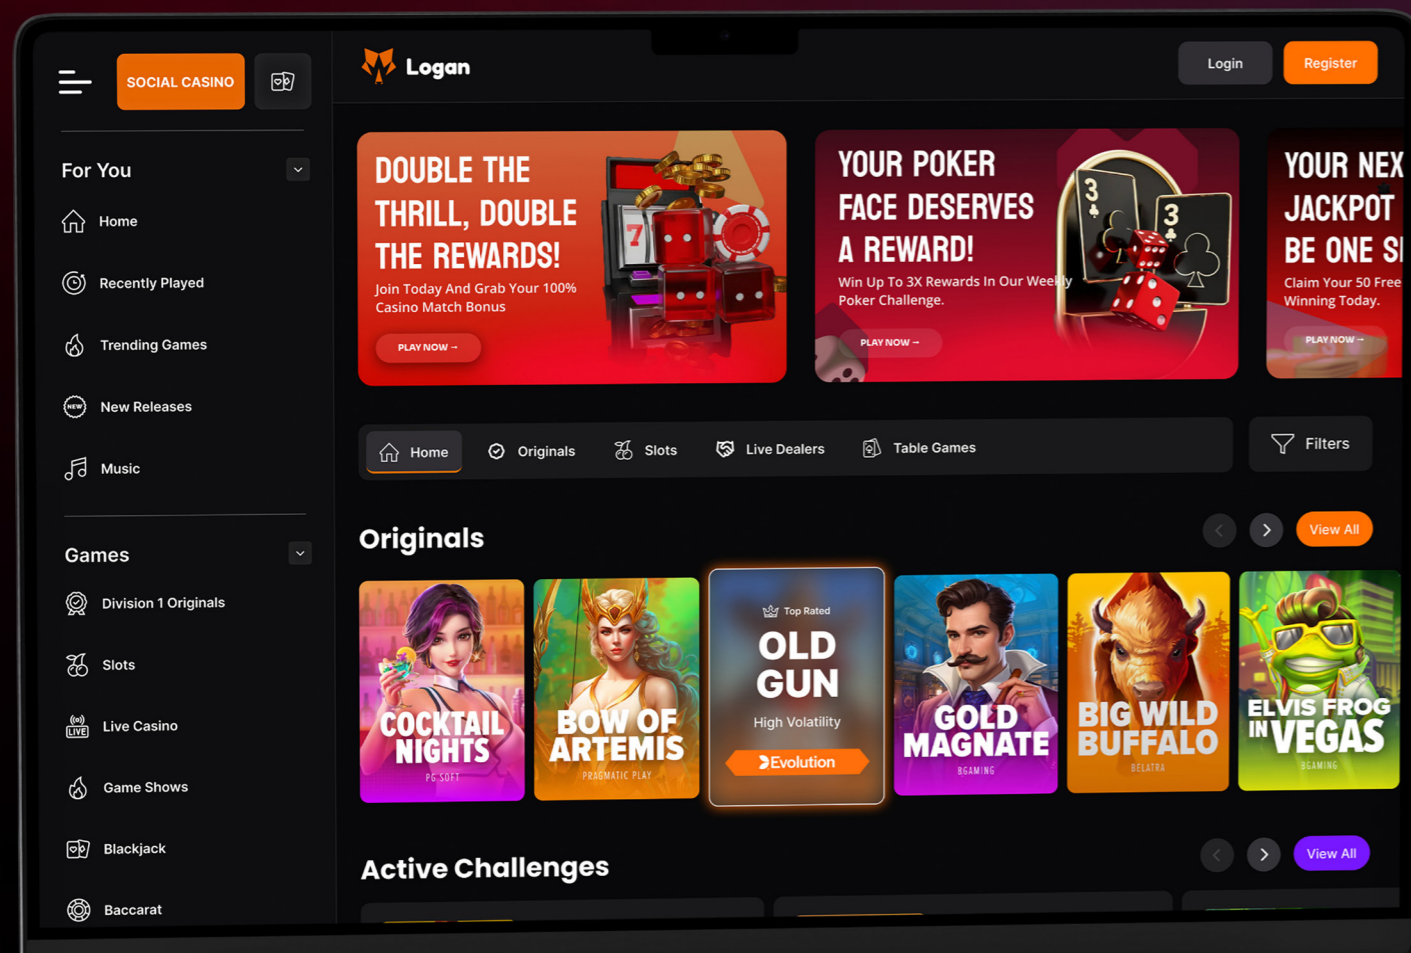 SOCIAL CASINO
Logan
Login
Register
For You
Home
Recently Played
Trending Games
NEW
New Releases
Music
Games
Division 1 Originals
Slots
LIVE
Live Casino
Game Shows
Blackjack
Baccarat
DOUBLE THE
THRILL, DOUBLE
THE REWARDS!
Join Today And Grab Your 100%
Casino Match Bonus
PLAY NOW →
7
YOUR POKER
FACE DESERVES
A REWARD!
Win Up To 3X Rewards In Our Weekly
Poker Challenge.
PLAY NOW →
3
3
YOUR NEX
JACKPOT
BE ONE S
Claim Your 50 Free
Winning Today.
PLAY NOW →
Home
Originals
Slots
Live Dealers
Table Games
Filters
Originals
View All
COCKTAIL
NIGHTS
PG SOFT
BOW OF
ARTEMIS
PRAGMATIC PLAY
Top Rated
OLD
GUN
High Volatility
Evolution
GOLD
MAGNATE
BGAMING
BIG WILD
BUFFALO
BELATRA
ELVIS FROG
IN VEGAS
BGAMING
Active Challenges
View All